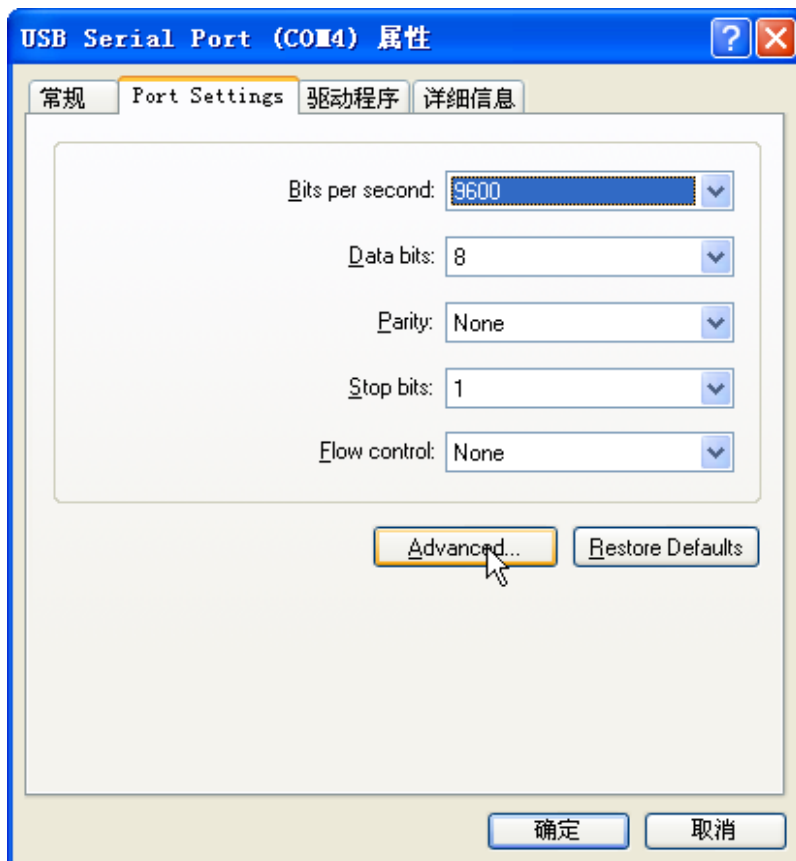 USB Serial Port (COM4) 属性
常规 Port Settings 驱动程序 详细信息
Bits per second: 9600
Data bits: 8
Parity: None
Stop bits: 1
Flow control: None
Advanced... Restore Defaults
确定 取消